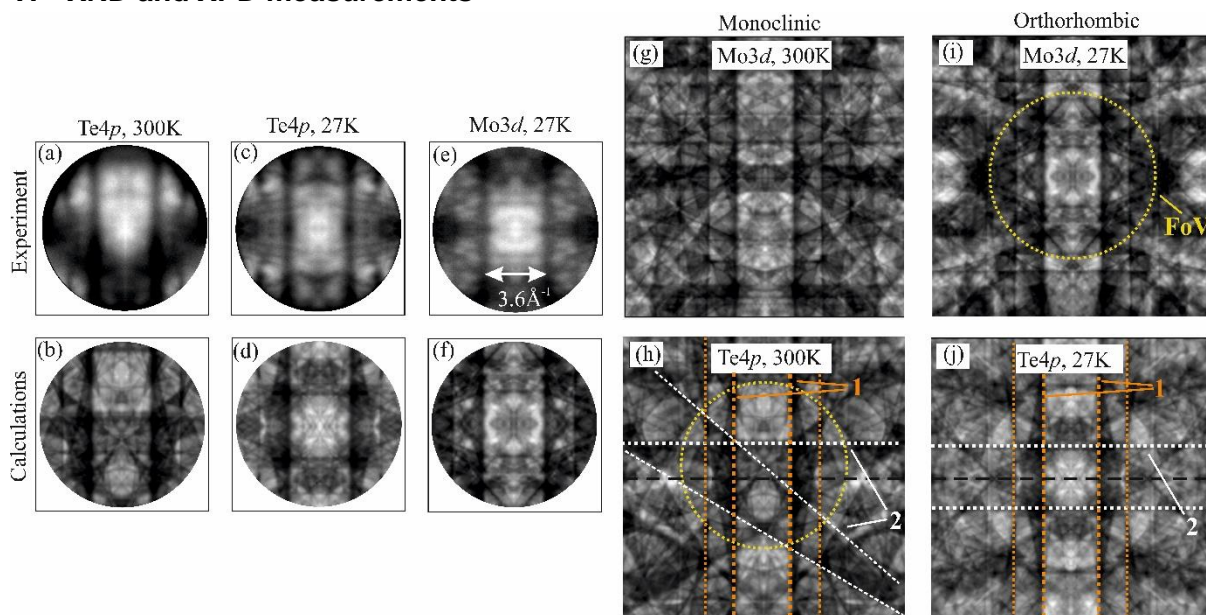 Monoclinic
Orthorhombic
(g)
Mo3d, 300K
(i)
Mo3d, 27K
FoV
Te4p, 300K
Te4p, 27K
Mo3d, 27K
Experiment
(a)
(c)
(e)
3.6Å⁻¹
Calculations
(b)
(d)
(f)
(h)
Te4p, 300K
1
2
(j)
Te4p, 27K
1
2